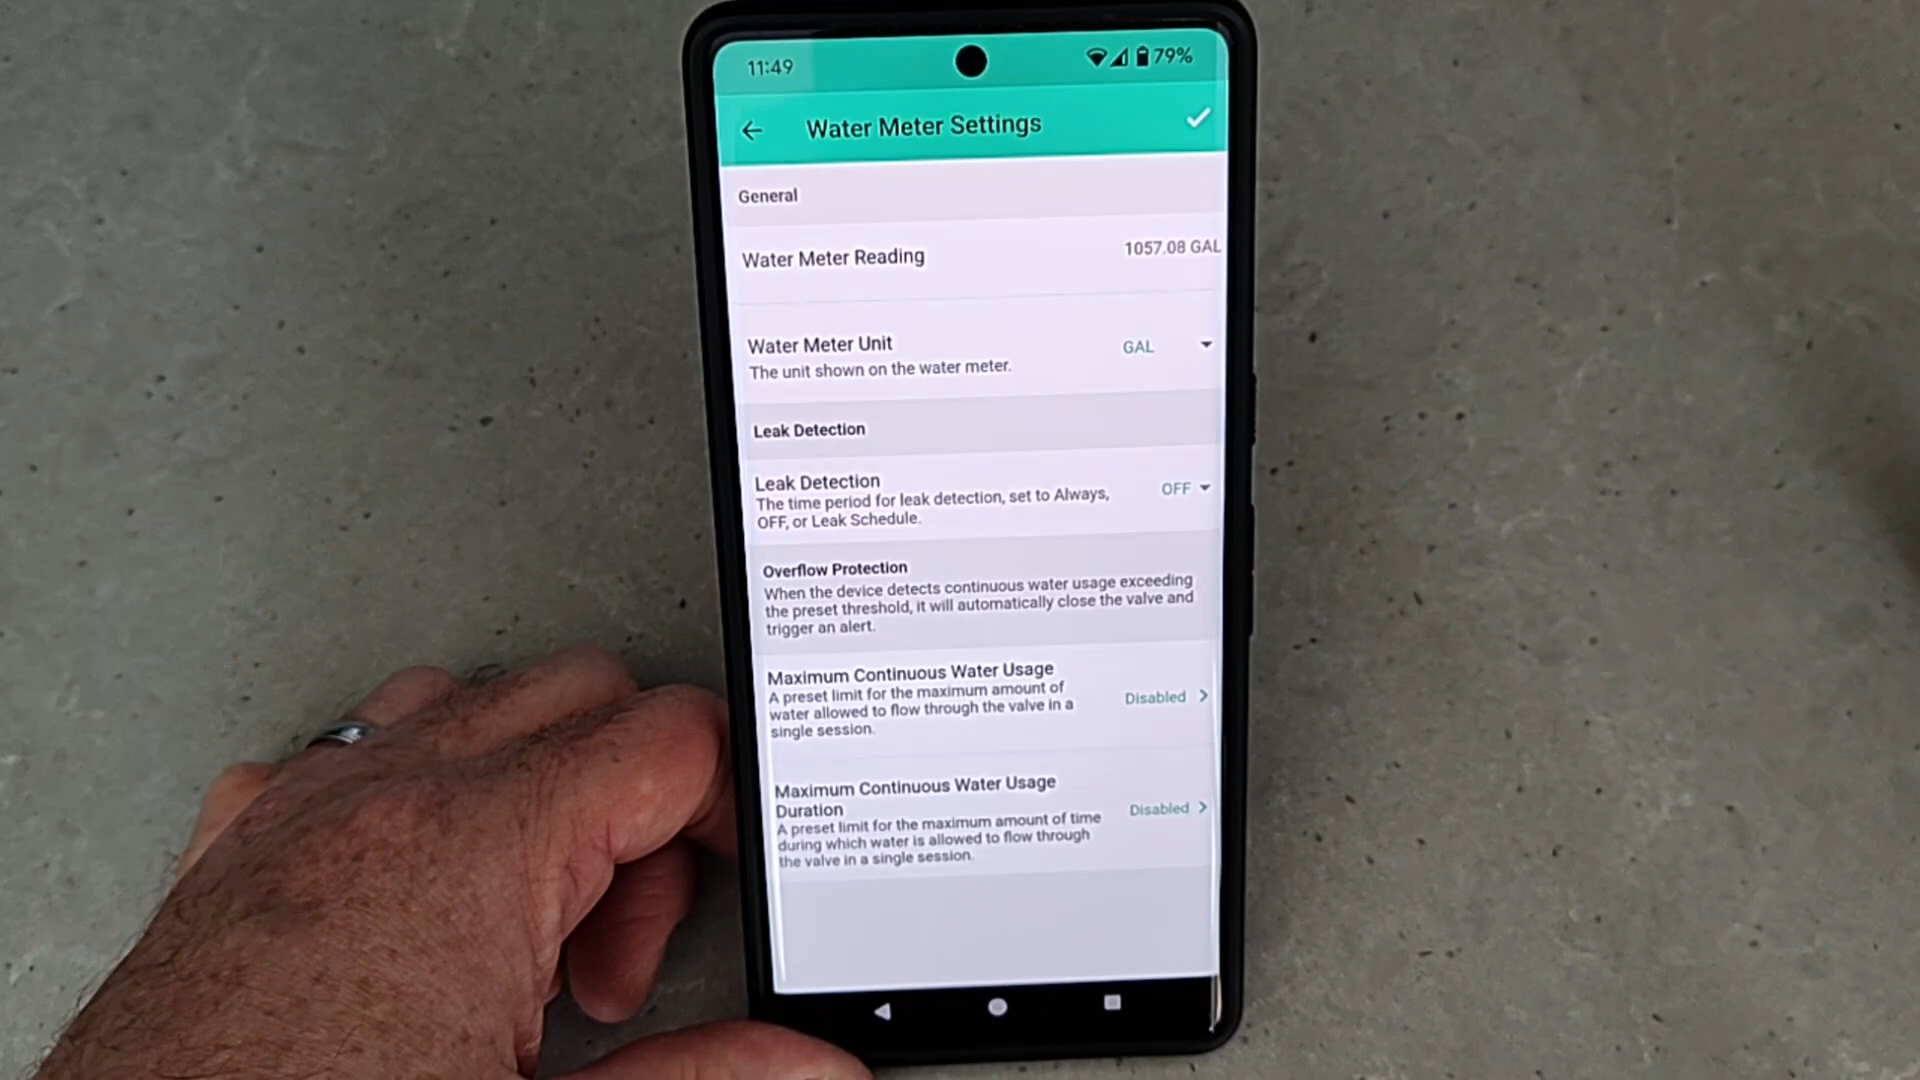 11:49
79%
Water Meter Settings
General
Water Meter Reading
1057.08 GAL
Water Meter Unit
GAL
The unit shown on the water meter.
Leak Detection
Leak Detection
OFF
The time period for leak detection, set to Always,
OFF, or Leak Schedule.
Overflow Protection
When the device detects continuous water usage exceeding
the preset threshold, it will automatically close the valve and
trigger an alert.
Maximum Continuous Water Usage
A preset limit for the maximum amount of
water allowed to flow through the valve in a
single session.
Disabled
Maximum Continuous Water Usage
Duration
A preset limit for the maximum amount of time
during which water is allowed to flow through
the valve in a single session.
Disabled